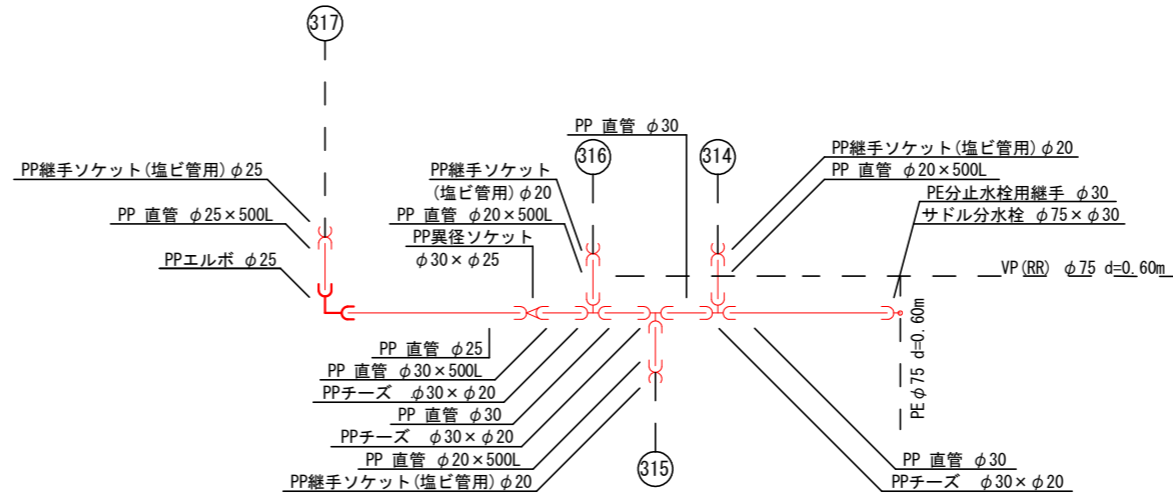 317
PP 直管 φ30
316
314
PP継手ソケット(塩ビ管用)φ25
PP 直管 φ25×500L
PPエルボ φ25
PP継手ソケット
(塩ビ管用)φ20
PP 直管 φ20×500L
PP異径ソケット
φ30×φ25
PP継手ソケット(塩ビ管用)φ20
PP 直管 φ20×500L
PE分止水栓用継手 φ30
サドル分水栓 φ75×φ30
VP(RR) φ75 d=0.60m
PE φ75 d=0.60m
PP 直管 φ25
PP 直管 φ30×500L
PPチーズ φ30×φ20
PP 直管 φ30
PPチーズ φ30×φ20
PP 直管 φ20×500L
PP継手ソケット(塩ビ管用)φ20
315
PP 直管 φ30
PPチーズ φ30×φ20